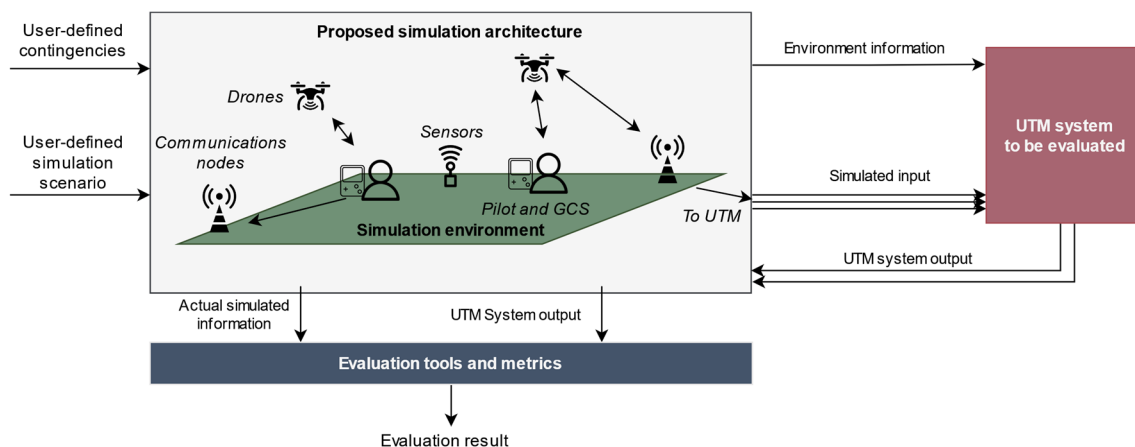 User-defined
contingencies
Proposed simulation architecture
Environment information
Drones
UTM system
to be evaluated
User-defined
simulation
scenario
Communications
nodes
Sensors
Simulated input
Pilot and GCS
To UTM
Simulation environment
UTM system output
Actual simulated
information
UTM System output
Evaluation tools and metrics
Evaluation result